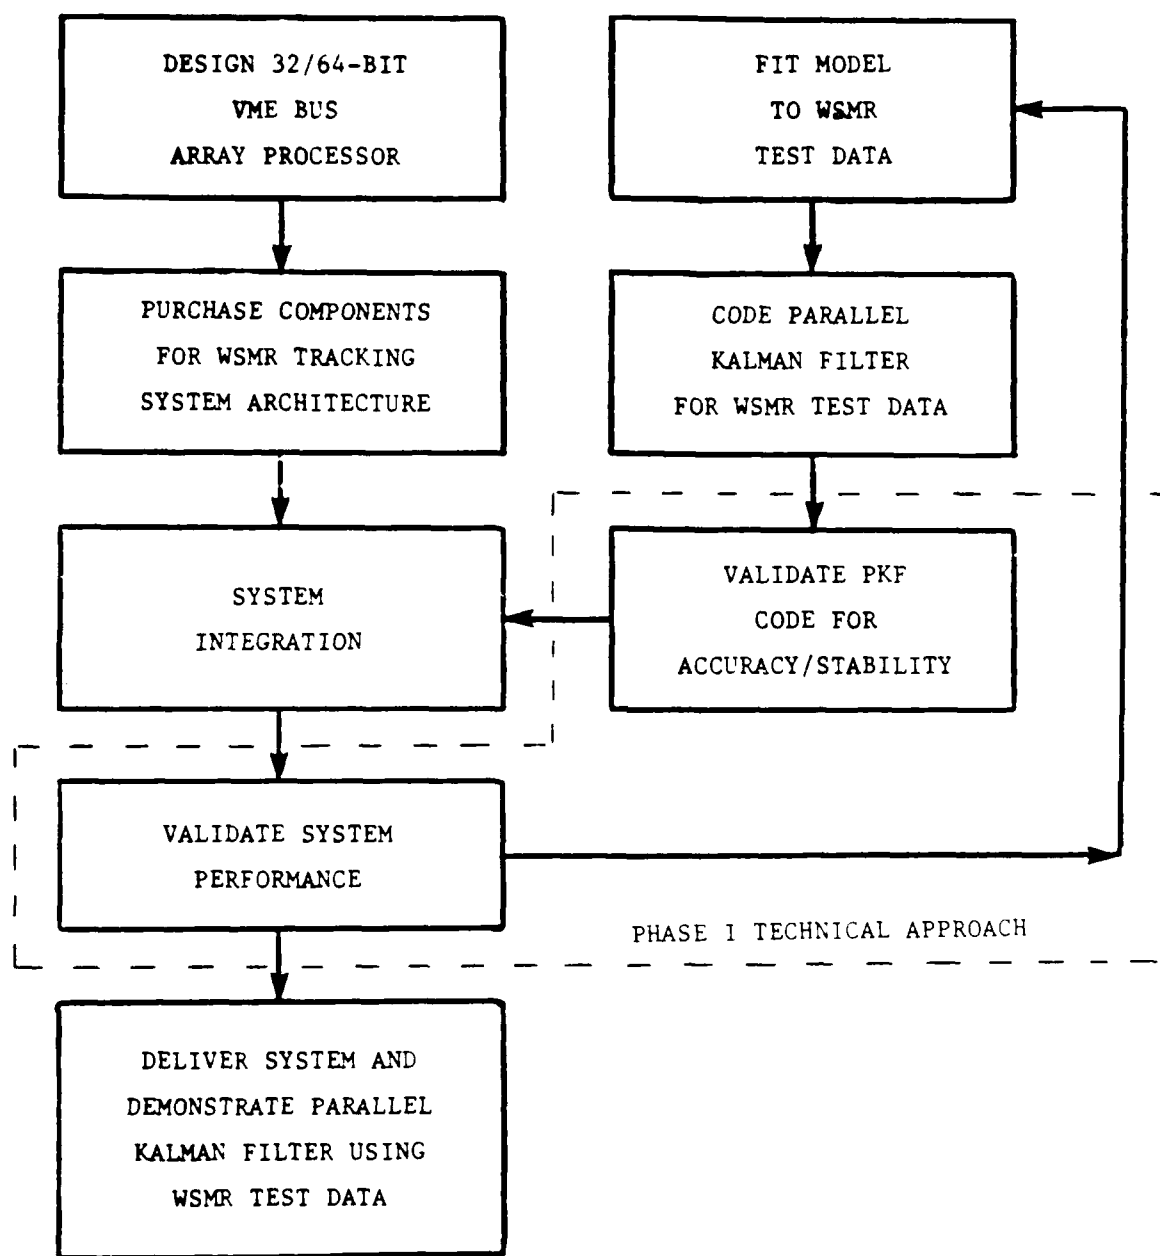 DESIGN 32/64-BIT
VME BUS
ARRAY PROCESSOR
FIT MODEL
TO WSMR
TEST DATA
PURCHASE COMPONENTS
FOR WSMR TRACKING
SYSTEM ARCHITECTURE
CODE PARALLEL
KALMAN FILTER
FOR WSMR TEST DATA
SYSTEM
INTEGRATION
VALIDATE PKF
CODE FOR
ACCURACY/STABILITY
VALIDATE SYSTEM
PERFORMANCE
PHASE I TECHNICAL APPROACH
DELIVER SYSTEM AND
DEMONSTRATE PARALLEL
KALMAN FILTER USING
WSMR TEST DATA